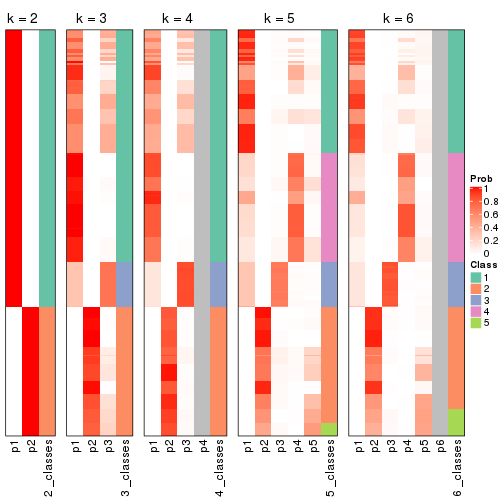 k = 2
k = 3
k = 4
k = 5
k = 6
p1
p2
2_classes
p1
p2
p3
3_classes
p1
p2
p3
p4
4_classes
p1
p2
p3
p4
p5
5_classes
p1
p2
p3
p4
p5
p6
6_classes
Prob
1
0.8
0.6
0.4
0.2
0
Class
1
2
3
4
5